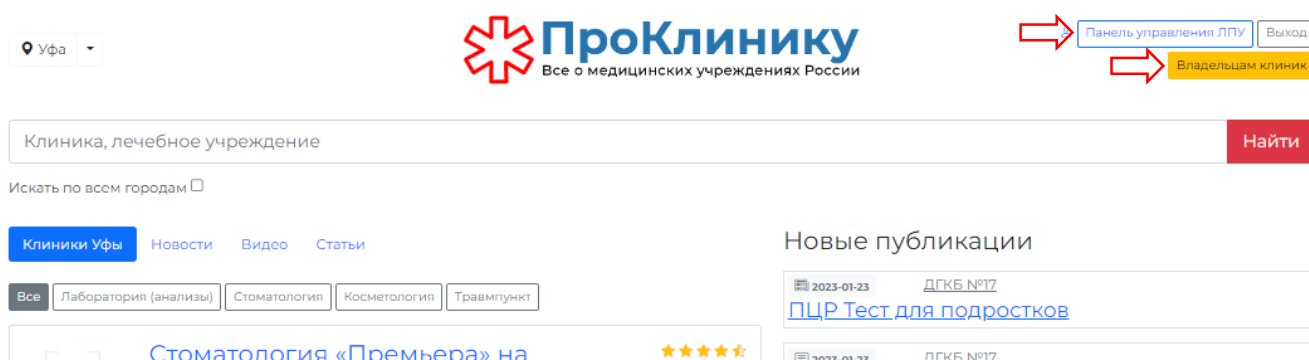 Уфа
ПроКлинику
Все о медицинских учреждениях России
Панель управления ЛПУ
Выход
Владельцам клиник
Клиника, лечебное учреждение
Найти
Искать по всем городам
Клиники Уфы Новости Видео Статьи
Новые публикации
Все Лаборатория (анализы) Стоматология Косметология Травмпункт
2023-01-23 ДГКБ №17
ПЦР Тест для подростков
Стоматология «Премьера» на
2023-01-23 ДГКБ №17